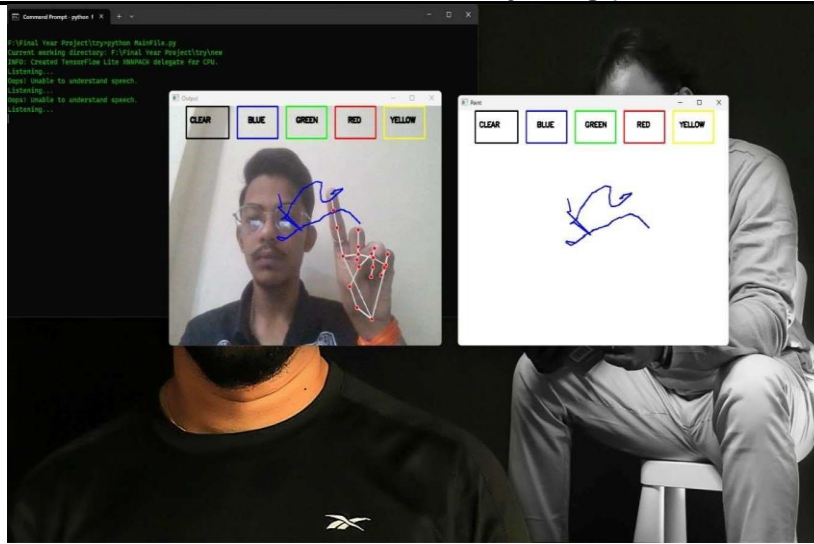 Command Prompt - python F
F:\Final Year Project\try>python MainFile.py
Current working directory: F:\Final Year Project\try\new
INFO: Created TensorFlow Lite XNNPACK delegate for CPU.
Listening...
Oops! Unable to understand speech.
Listening...
Oops! Unable to understand speech.
Listening...
Output
CLEAR BLUE GREEN RED YELLOW
Paint
CLEAR BLUE GREEN RED YELLOW